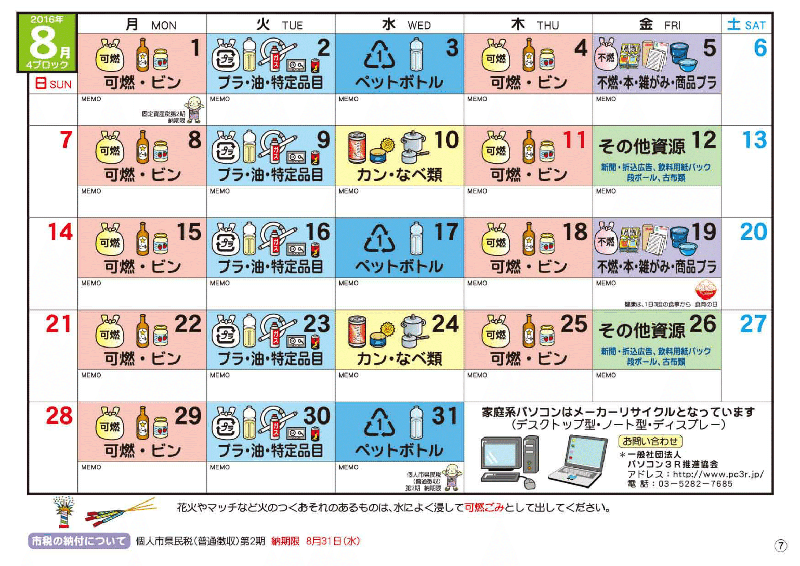 2016年
8月
4ブロック
月 MON
火 TUE
水 WED
木 THU
金 FRI
土 SAT
日 SUN
可燃 1
可燃・ビン
MEMO
固定資産税第2期
納期限
プラ 2
プラ・油・特定品目
MEMO
1 3
ペットボトル
MEMO
可燃 4
可燃・ビン
MEMO
不燃 5
不燃・本・雑がみ・商品プラ
MEMO
6
7
可燃 8
可燃・ビン
MEMO
プラ 9
プラ・油・特定品目
MEMO
10
カン・なべ類
MEMO
可燃 11
可燃・ビン
MEMO
その他資源 12
新聞・折込広告、飲料用紙パック
段ボール、古布類
MEMO
13
14
可燃 15
可燃・ビン
MEMO
プラ 16
プラ・油・特定品目
MEMO
1 17
ペットボトル
MEMO
可燃 18
可燃・ビン
MEMO
不燃 19
不燃・本・雑がみ・商品プラ
MEMO
健康は、1日3回の食事から 食育の日
20
21
可燃 22
可燃・ビン
MEMO
プラ 23
プラ・油・特定品目
MEMO
24
カン・なべ類
MEMO
可燃 25
可燃・ビン
MEMO
その他資源 26
新聞・折込広告、飲料用紙パック
段ボール、古布類
MEMO
27
28
可燃 29
可燃・ビン
MEMO
プラ 30
プラ・油・特定品目
MEMO
1 31
ペットボトル
MEMO
個人市県民税
(普通徴収)
第2期 納期限
家庭系パソコンはメーカーリサイクルとなっています
(デスクトップ型・ノート型・ディスプレー)
お問い合わせ
*一般社団法人
パソコン3R推進協会
アドレス:http://www.pc3r.jp/
電話:03-5282-7685
花火やマッチなど火のつくおそれのあるものは、水によく浸して可燃ごみとして出してください。
市税の納付について 個人市県民税(普通徴収)第2期 納期限 8月31日(水)
7